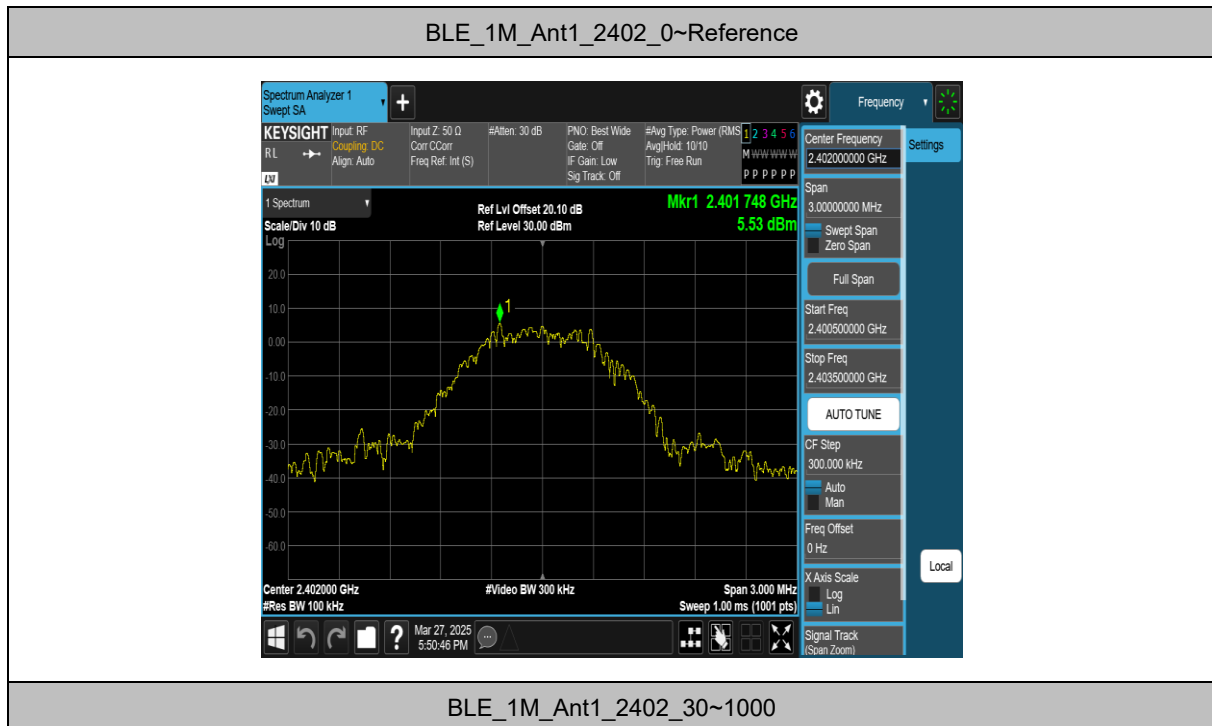 BLE_1M_Ant1_2402_0~Reference
Spectrum Analyzer 1
Swept SA
+
Frequency
KEYSIGHT
RL
LXI
Input: RF
Coupling: DC
Align: Auto
Input Z: 50 Ω
Corr CCorr
Freq Ref: Int (S)
#Atten: 30 dB
PNO: Best Wide
Gate: Off
IF Gain: Low
Sig Track: Off
#Avg Type: Power (RMS
Avg|Hold: 10/10
Trig: Free Run
1 2 3 4 5 6
M W W W W W
P P P P P P
1 Spectrum
Scale/Div 10 dB
Ref Lvl Offset 20.10 dB
Ref Level 30.00 dBm
Mkr1 2.401 748 GHz
5.53 dBm
Log
20.0
10.0
0.00
-10.0
-20.0
-30.0
-40.0
-50.0
-60.0
1
Center 2.402000 GHz
#Res BW 100 kHz
#Video BW 300 kHz
Span 3.000 MHz
Sweep 1.00 ms (1001 pts)
Mar 27, 2025
5:50:46 PM
?
Center Frequency
2.402000000 GHz
Settings
Span
3.00000000 MHz
Swept Span
Zero Span
Full Span
Start Freq
2.400500000 GHz
Stop Freq
2.403500000 GHz
AUTO TUNE
CF Step
300.000 kHz
Auto
Man
Freq Offset
0 Hz
X Axis Scale
Log
Lin
Local
Signal Track
(Span Zoom)
BLE_1M_Ant1_2402_30~1000